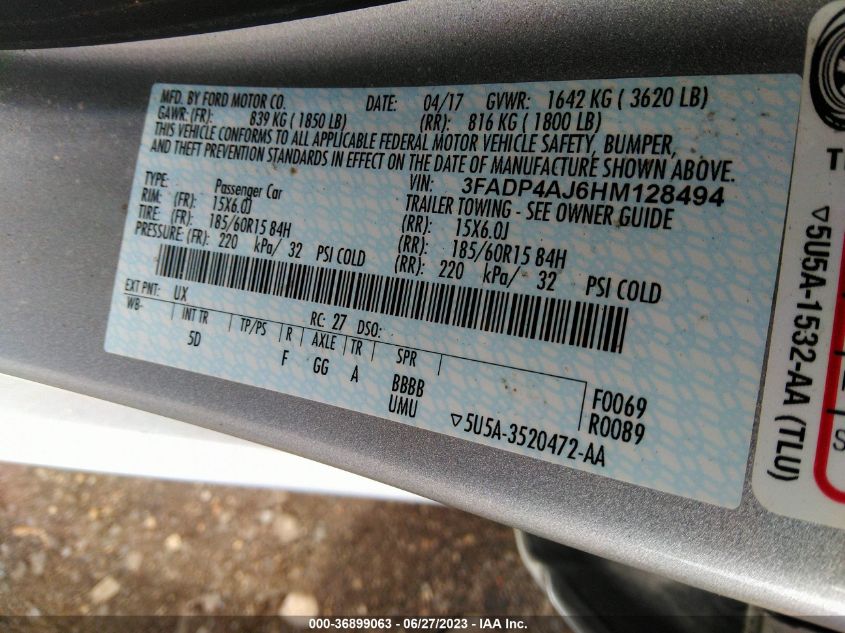 MFD. BY FORD MOTOR CO. DATE: 04/17 GVWR: 1642 KG ( 3620 LB)
GAWR: (FR): 839 KG ( 1850 LB) (RR): 816 KG ( 1800 LB)
THIS VEHICLE CONFORMS TO ALL APPLICABLE FEDERAL MOTOR VEHICLE SAFETY, BUMPER,
AND THEFT PREVENTION STANDARDS IN EFFECT ON THE DATE OF MANUFACTURE SHOWN ABOVE.
VIN: 3FADP4AJ6HM128494
TYPE: Passenger Car TRAILER TOWING - SEE OWNER GUIDE
RIM: (FR): 15X6.0J (RR): 15X6.0J
TIRE: (FR): 185/60R15 84H (RR): 185/60R15 84H
PRESSURE (FR): 220 kPa/ 32 PSI COLD (RR): 220 kPa/ 32 PSI COLD
EXT PNT: UX RC: 27 DSO:
WB- INT TR TP/PS R AXLE TR SPR
5D F GG A BBBB
UMU
F0069
R0089
▽5U5A-3520472-AA
▽5U5A-1532-AA (TLU)
000-36899063 - 06/27/2023 - IAA Inc.